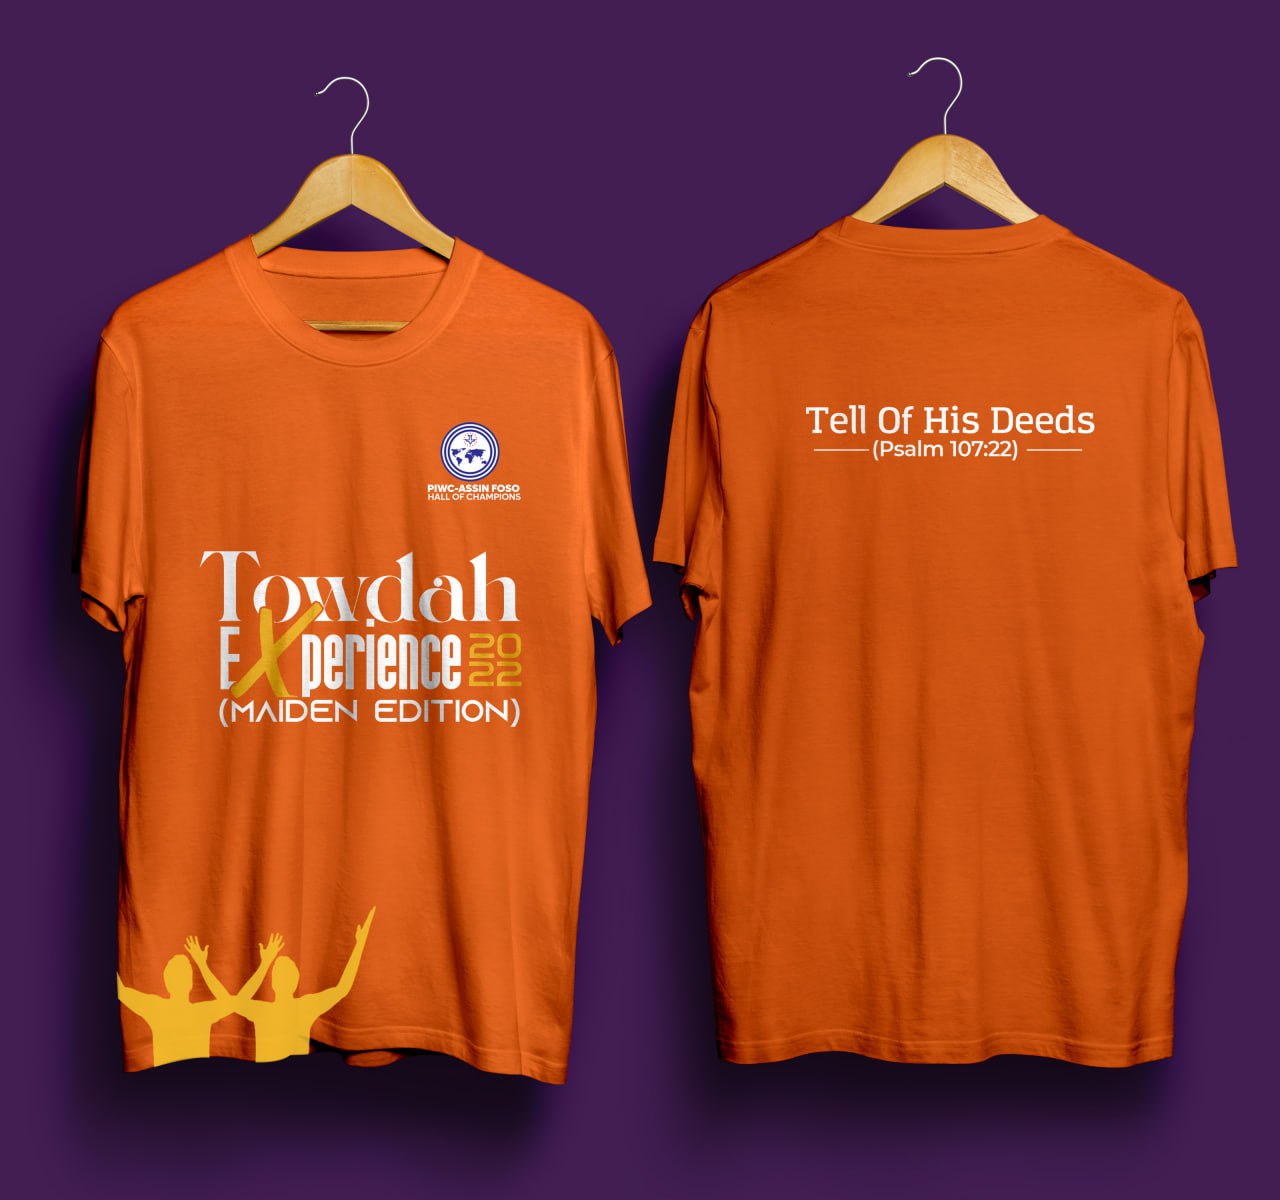 PIWC-ASSIN FOSO
HALL OF CHAMPIONS
Towdah
EXperience 2022
(MAIDEN EDITION)
Tell Of His Deeds
(Psalm 107:22)